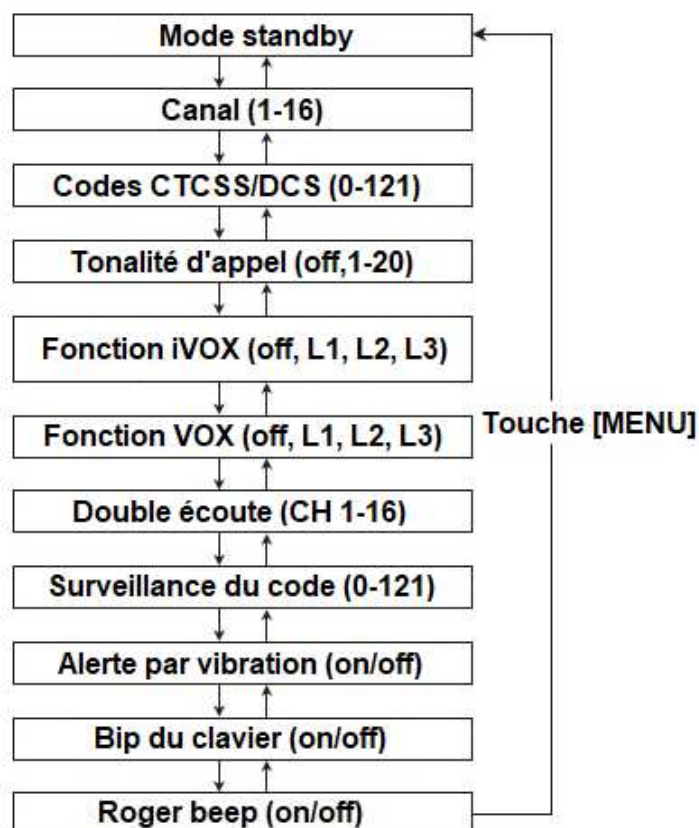 Mode standby
Canal (1-16)
Codes CTCSS/DCS (0-121)
Tonalité d'appel (off,1-20)
Fonction iVOX (off, L1, L2, L3)
Fonction VOX (off, L1, L2, L3)
Touche [MENU]
Double écoute (CH 1-16)
Surveillance du code (0-121)
Alerte par vibration (on/off)
Bip du clavier (on/off)
Roger beep (on/off)